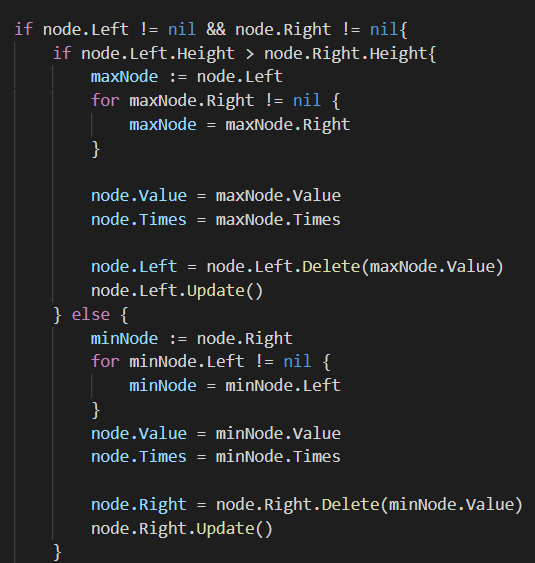 if node.Left != nil && node.Right != nil{
    if node.Left.Height > node.Right.Height{
        maxNode := node.Left
        for maxNode.Right != nil {
            maxNode = maxNode.Right
        }

        node.Value = maxNode.Value
        node.Times = maxNode.Times

        node.Left = node.Left.Delete(maxNode.Value)
        node.Left.Update()
    } else {
        minNode := node.Right
        for minNode.Left != nil {
            minNode = minNode.Left
        }
        node.Value = minNode.Value
        node.Times = minNode.Times

        node.Right = node.Right.Delete(minNode.Value)
        node.Right.Update()
    }